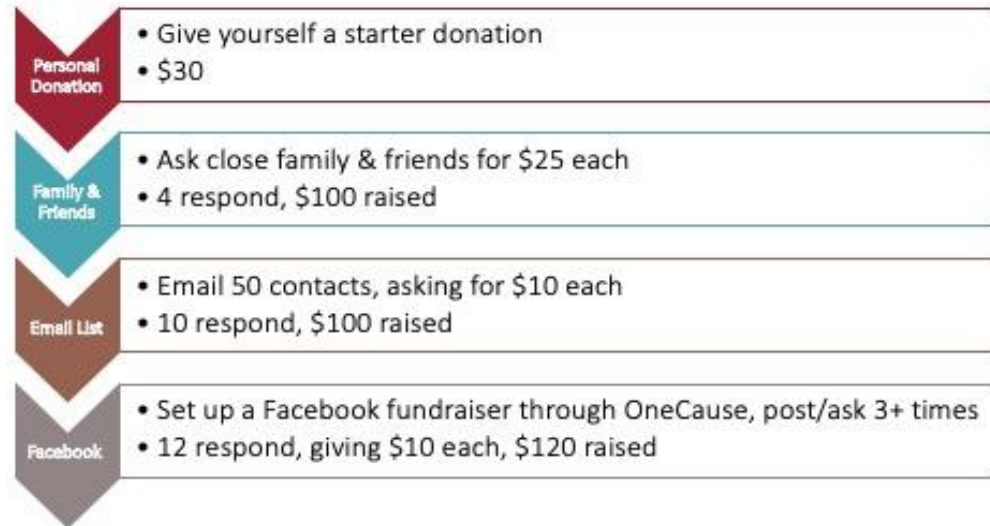 Personal
Donation
• Give yourself a starter donation
• $30
Family &
Friends
• Ask close family & friends for $25 each
• 4 respond, $100 raised
Email List
• Email 50 contacts, asking for $10 each
• 10 respond, $100 raised
Facebook
• Set up a Facebook fundraiser through OneCause, post/ask 3+ times
• 12 respond, giving $10 each, $120 raised